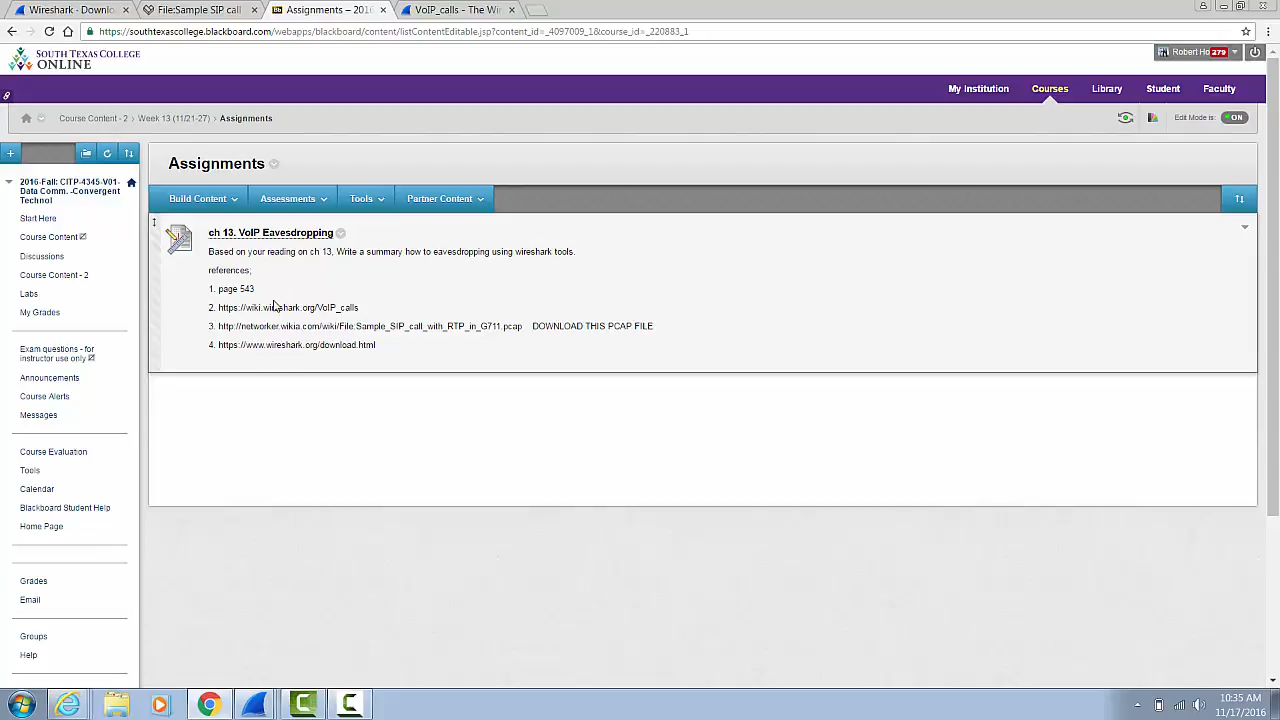 Wireshark · Downlo
File:Sample SIP call
Bb Assignments – 201
VoIP_calls - The Wi
https://southtexascollege.blackboard.com/webapps/blackboard/content/listContentEditable.jsp?content_id=_4097009_1&course_id=_220883_1
SOUTH TEXAS COLLEGE
ONLINE
Robert Ho 279
My Institution Courses Library Student Faculty
Course Content - 2 > Week 13 (11/21-27) > Assignments
Edit Mode is: ON
2016-Fall: CITP-4345-V01-
Data Comm. -Convergent
Technol
Start Here
Course Content
Discussions
Course Content - 2
Labs
My Grades
Exam questions - for
instructor use only
Announcements
Course Alerts
Messages
Course Evaluation
Tools
Calendar
Blackboard Student Help
Home Page
Grades
Email
Groups
Help
Assignments
Build Content Assessments Tools Partner Content
ch 13. VoIP Eavesdropping
Based on your reading on ch 13, Write a summary how to eavesdropping using wireshark tools.
references;
1. page 543
2. https://wiki.wireshark.org/VoIP_calls
3. http://networker.wikia.com/wiki/File:Sample_SIP_call_with_RTP_in_G711.pcap DOWNLOAD THIS PCAP FILE
4. https://www.wireshark.org/download.html
10:35 AM
11/17/2016